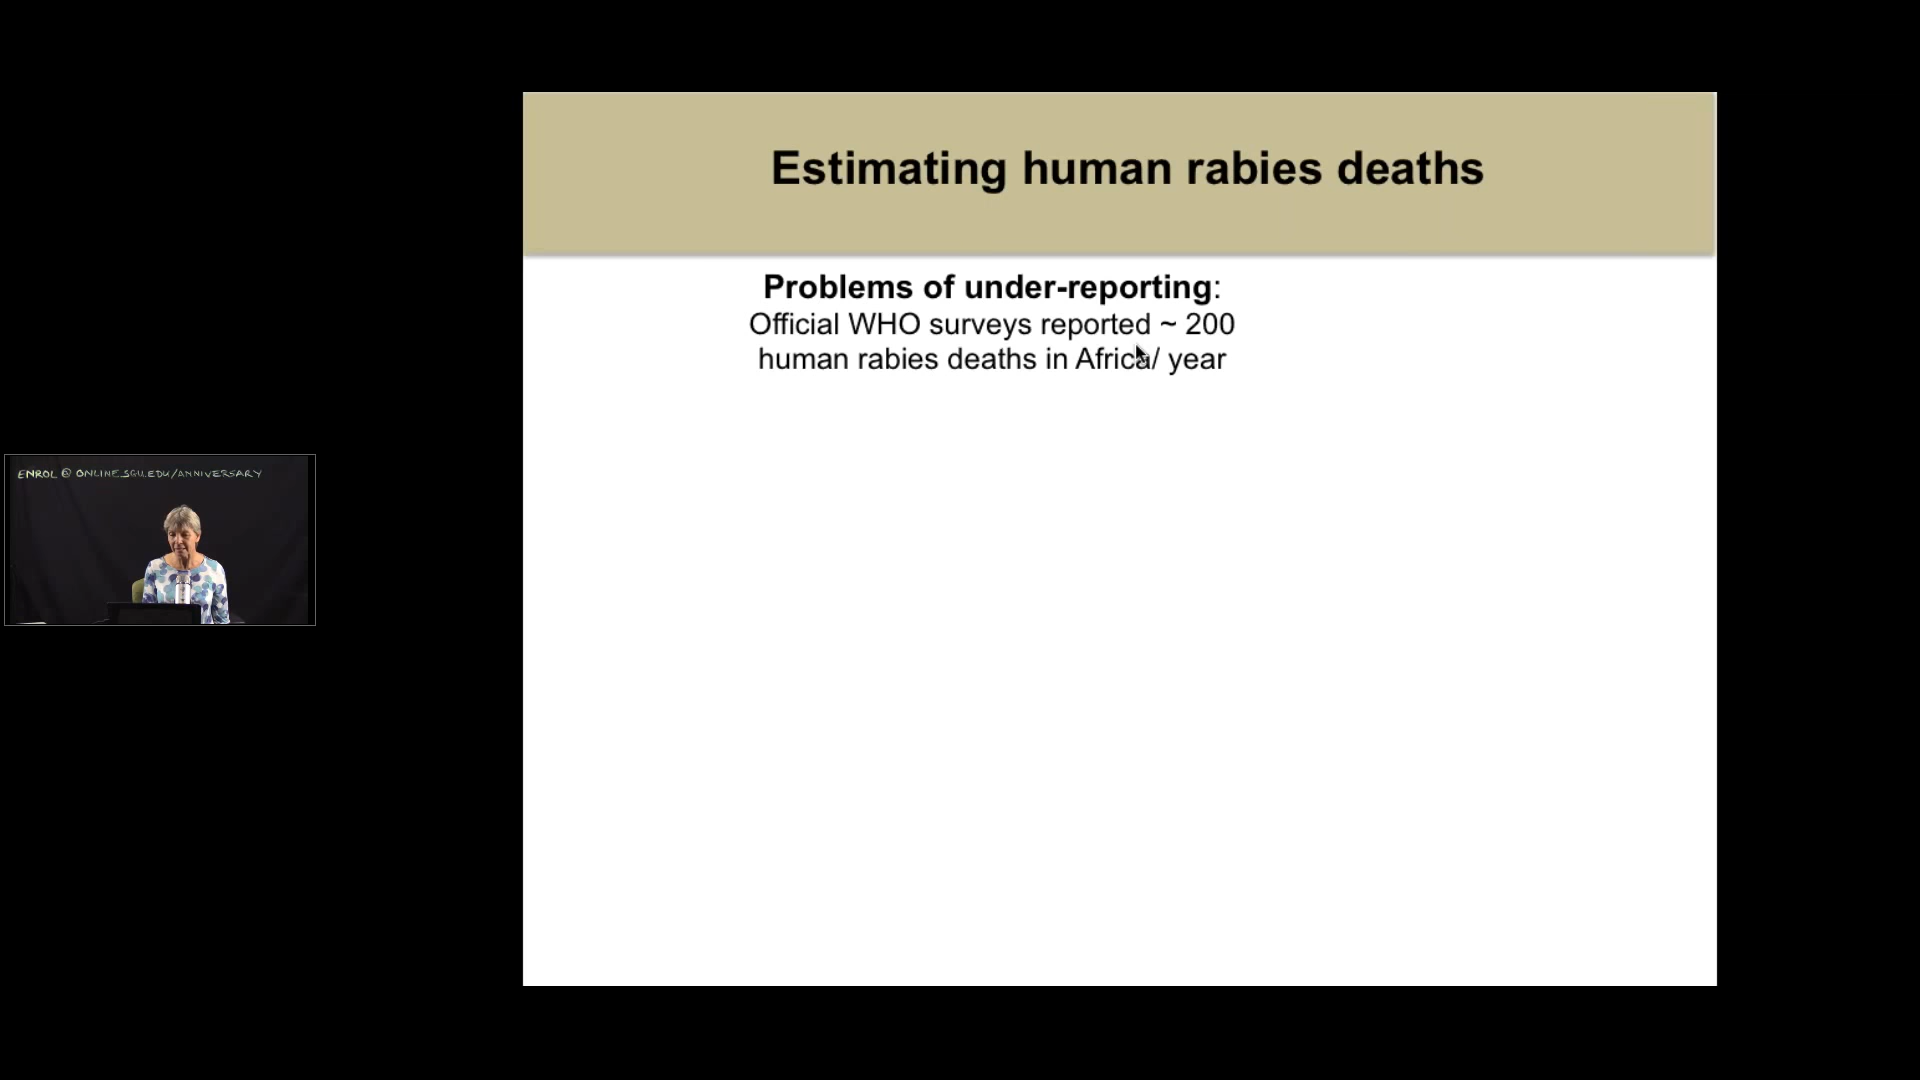 Estimating human rabies deaths
Problems of under-reporting:
Official WHO surveys reported ~ 200
human rabies deaths in Africa/ year
ENROL @ ONLINE.SGU.EDU/ANNIVERSARY